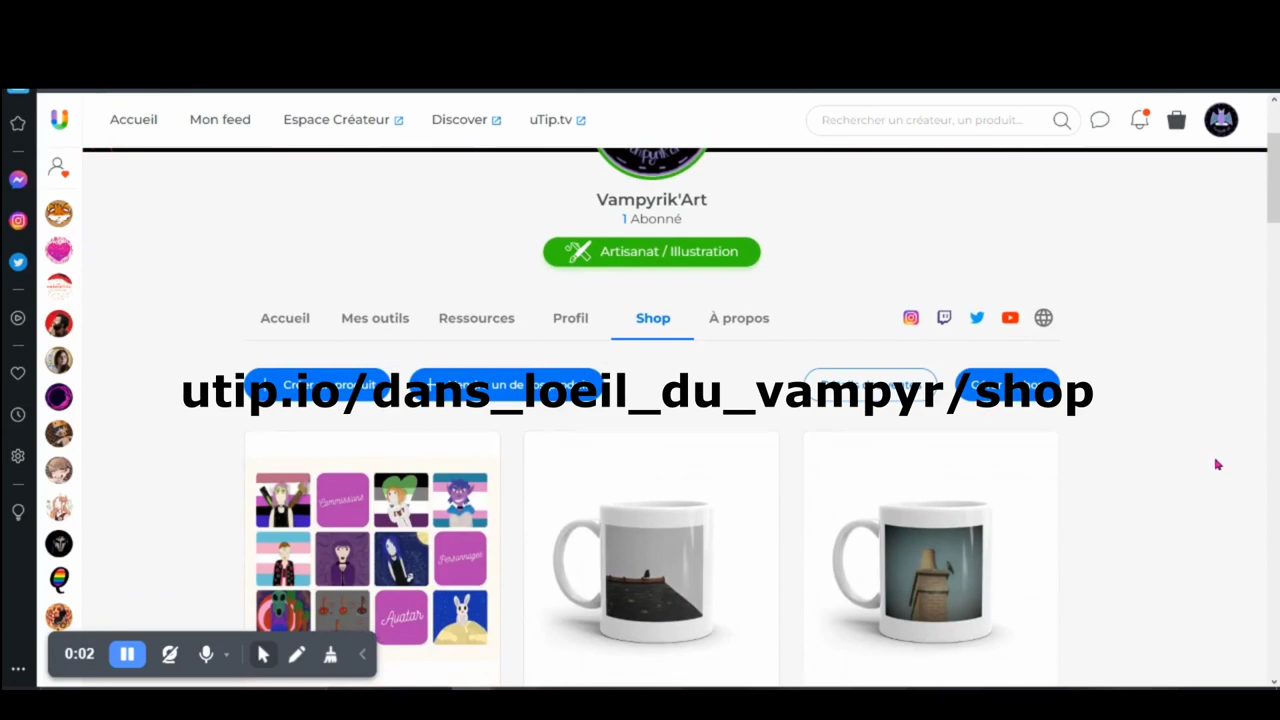 Accueil
Mon feed
Espace Créateur
Discover
uTip.tv
Rechercher un créateur, un produit...
Vampyrik'Art
1 Abonné
Artisanat / Illustration
Accueil
Mes outils
Ressources
Profil
Shop
À propos
utip.io/dans_loeil_du_vampyr/shop
Commissions
Personnages
Avatar
0:02